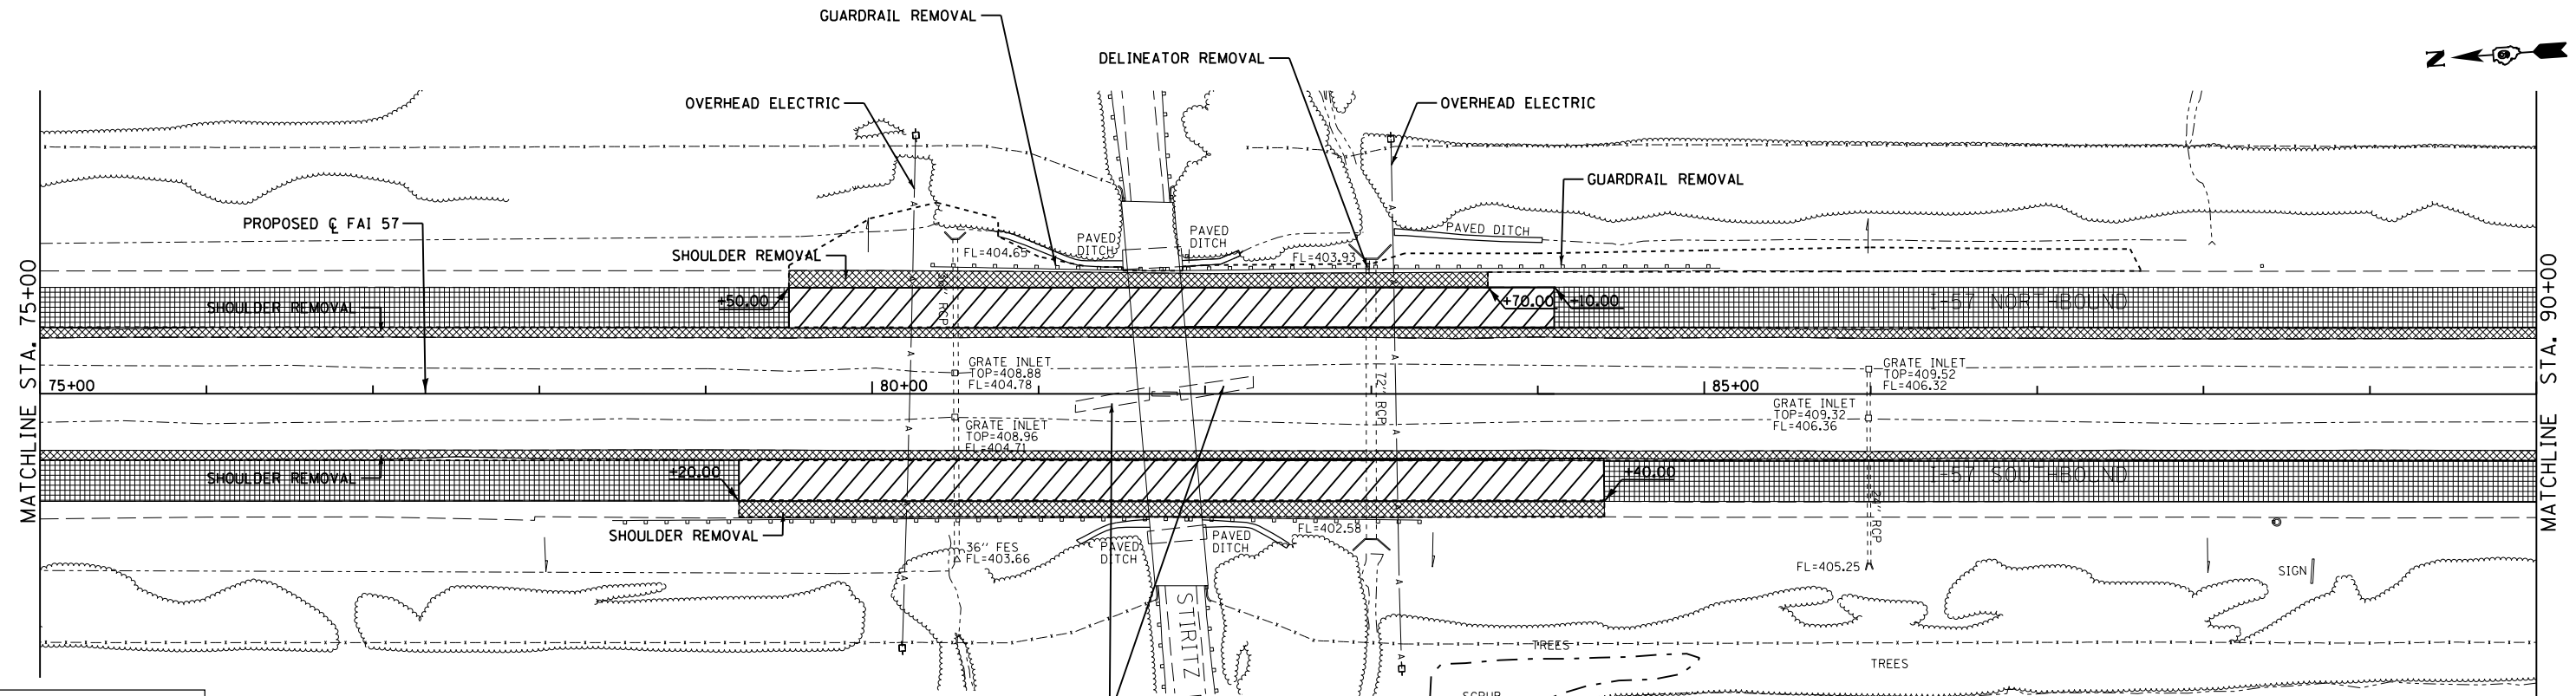 GUARDRAIL REMOVAL
DELINEATOR REMOVAL
N
OVERHEAD ELECTRIC
OVERHEAD ELECTRIC
GUARDRAIL REMOVAL
PROPOSED ℄ FAI 57
PAVED
DITCH
PAVED
DITCH
PAVED DITCH
SHOULDER REMOVAL
FL=404.65
FL=403.93
MATCHLINE STA. 75+00
MATCHLINE STA. 90+00
SHOULDER REMOVAL
+50.00
36" RCP
+70.00
+10.00
I-57 NORTHBOUND
GRATE INLET
TOP=408.88
FL=404.78
GRATE INLET
TOP=409.52
FL=406.32
75+00
80+00
85+00
72" RCP
GRATE INLET
TOP=408.96
FL=404.71
GRATE INLET
TOP=409.32
FL=406.36
SHOULDER REMOVAL
+20.00
+40.00
I-57 SOUTHBOUND
24" RCP
SHOULDER REMOVAL
FL=402.58
36" FES
FL=403.66
PAVED
DITCH
PAVED
DITCH
FL=405.25
SIGN
STIRITZ
TREES
TREES
SCRUB
A
A
A
A
A
A
A
A
A
A
A
A